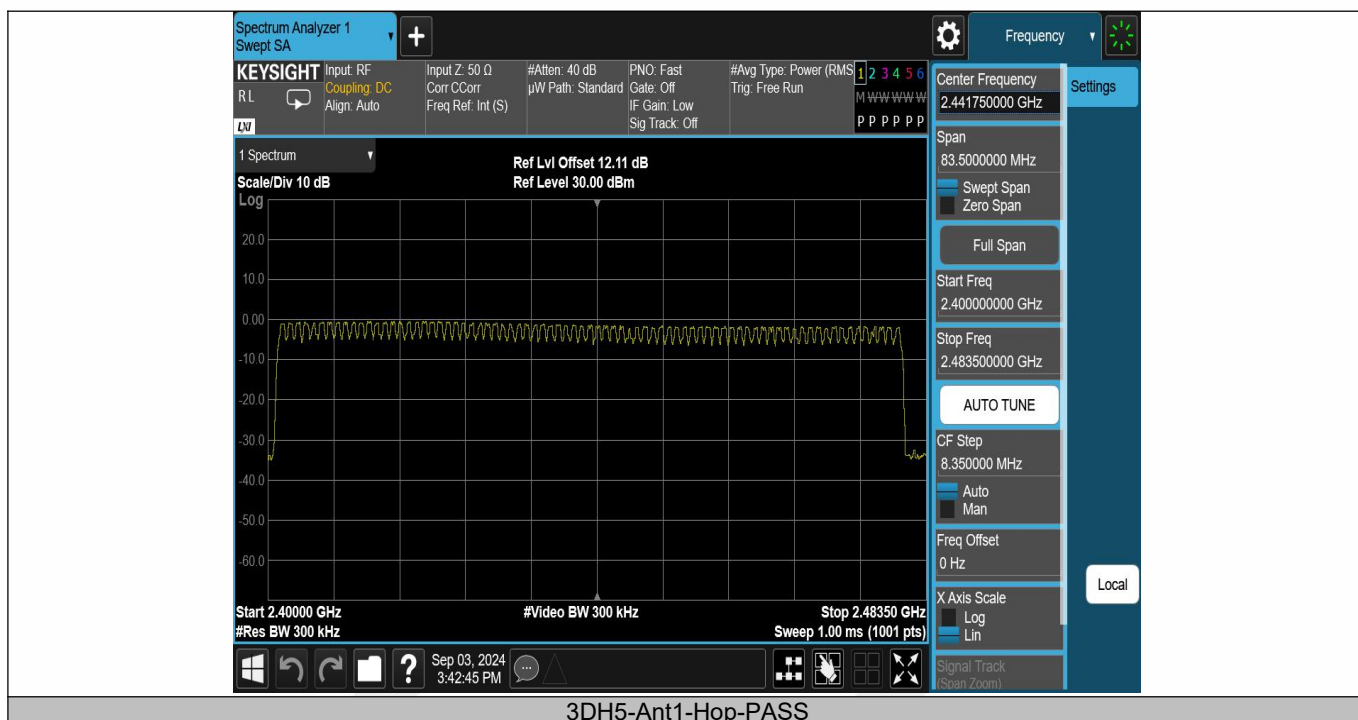 Spectrum Analyzer 1
Swept SA
Frequency
KEYSIGHT
RL
LXI
Input: RF
Coupling: DC
Align: Auto
Input Z: 50 Ω
Corr CCorr
Freq Ref: Int (S)
#Atten: 40 dB
µW Path: Standard
PNO: Fast
Gate: Off
IF Gain: Low
Sig Track: Off
#Avg Type: Power (RMS
Trig: Free Run
1 2 3 4 5 6
M W W W W W
P P P P P P
Center Frequency
2.441750000 GHz
Settings
Span
83.5000000 MHz
Swept Span
Zero Span
Full Span
Start Freq
2.400000000 GHz
Stop Freq
2.483500000 GHz
AUTO TUNE
CF Step
8.350000 MHz
Auto
Man
Freq Offset
0 Hz
X Axis Scale
Log
Lin
Signal Track
(Span Zoom)
Local
1 Spectrum
Scale/Div 10 dB
Log
Ref Lvl Offset 12.11 dB
Ref Level 30.00 dBm
20.0
10.0
0.00
-10.0
-20.0
-30.0
-40.0
-50.0
-60.0
Start 2.40000 GHz
#Res BW 300 kHz
#Video BW 300 kHz
Stop 2.48350 GHz
Sweep 1.00 ms (1001 pts)
?
Sep 03, 2024
3:42:45 PM
3DH5-Ant1-Hop-PASS